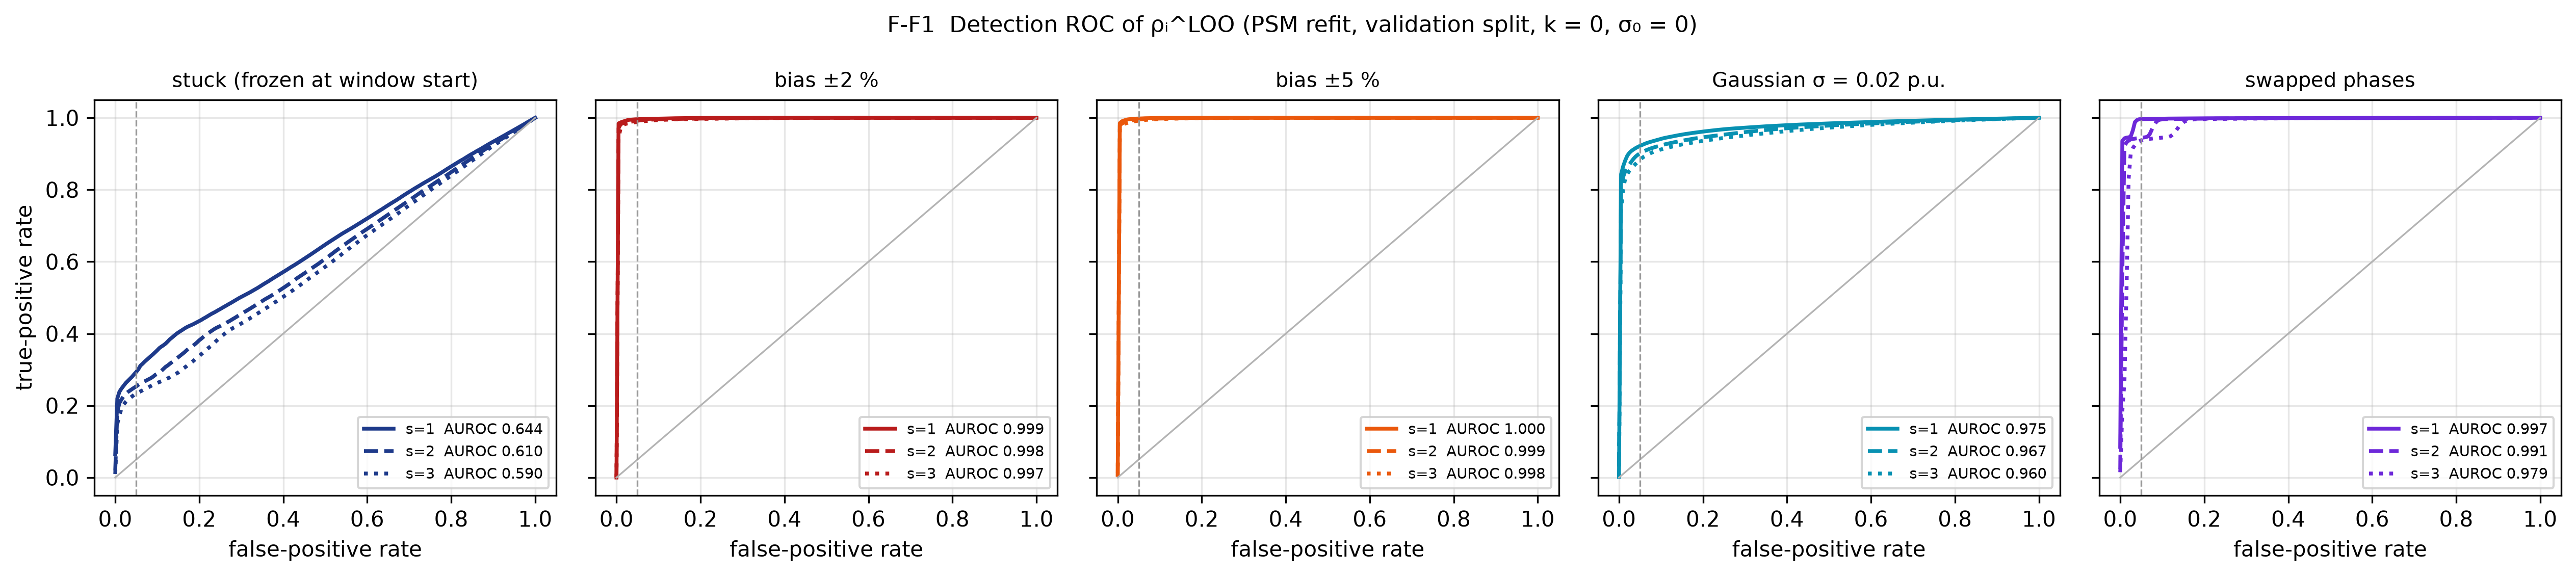 F-F1  Detection ROC of ρᵢ^LOO (PSM refit, validation split, k = 0, σ₀ = 0)
stuck (frozen at window start)
true-positive rate
1.0
0.8
0.6
0.4
0.2
0.0
s=1  AUROC 0.644
s=2  AUROC 0.610
s=3  AUROC 0.590
0.0 0.2 0.4 0.6 0.8 1.0
false-positive rate
bias ±2 %
s=1  AUROC 0.999
s=2  AUROC 0.998
s=3  AUROC 0.997
0.0 0.2 0.4 0.6 0.8 1.0
false-positive rate
bias ±5 %
s=1  AUROC 1.000
s=2  AUROC 0.999
s=3  AUROC 0.998
0.0 0.2 0.4 0.6 0.8 1.0
false-positive rate
Gaussian σ = 0.02 p.u.
s=1  AUROC 0.975
s=2  AUROC 0.967
s=3  AUROC 0.960
0.0 0.2 0.4 0.6 0.8 1.0
false-positive rate
swapped phases
s=1  AUROC 0.997
s=2  AUROC 0.991
s=3  AUROC 0.979
0.0 0.2 0.4 0.6 0.8 1.0
false-positive rate